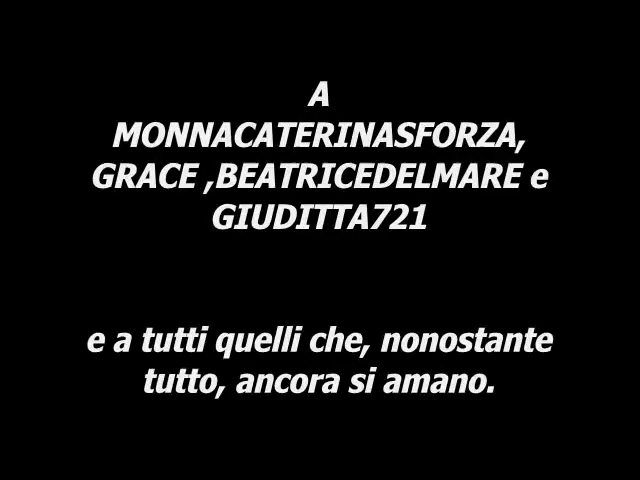 A
MONNACATERINASFORZA,
GRACE ,BEATRICEDELMARE e
GIUDITTA721
e a tutti quelli che, nonostante
tutto, ancora si amano.